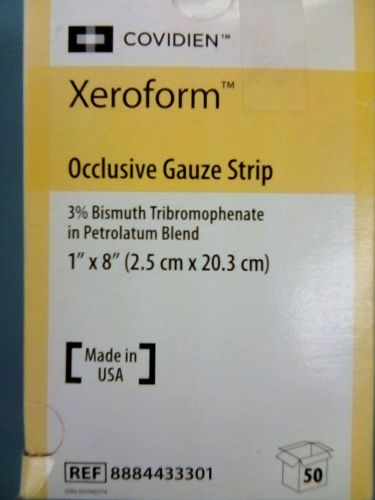 COVIDIEN™
Xeroform™
Occlusive Gauze Strip
3% Bismuth Tribromophenate
in Petrolatum Blend
1" x 8" (2.5 cm x 20.3 cm)
Made in
USA
REF 8884433301
50